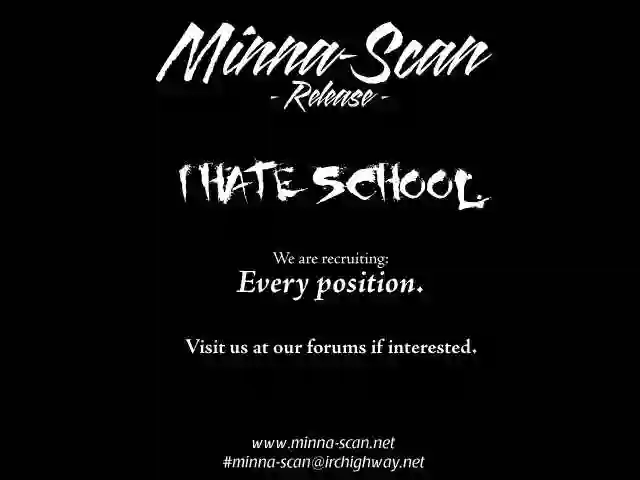 Minna-Scan
- Release -
I HATE SCHOOL
We are recruiting:
Every position.
Visit us at our forums if interested.
www.minna-scan.net
#minna-scan@irchighway.net